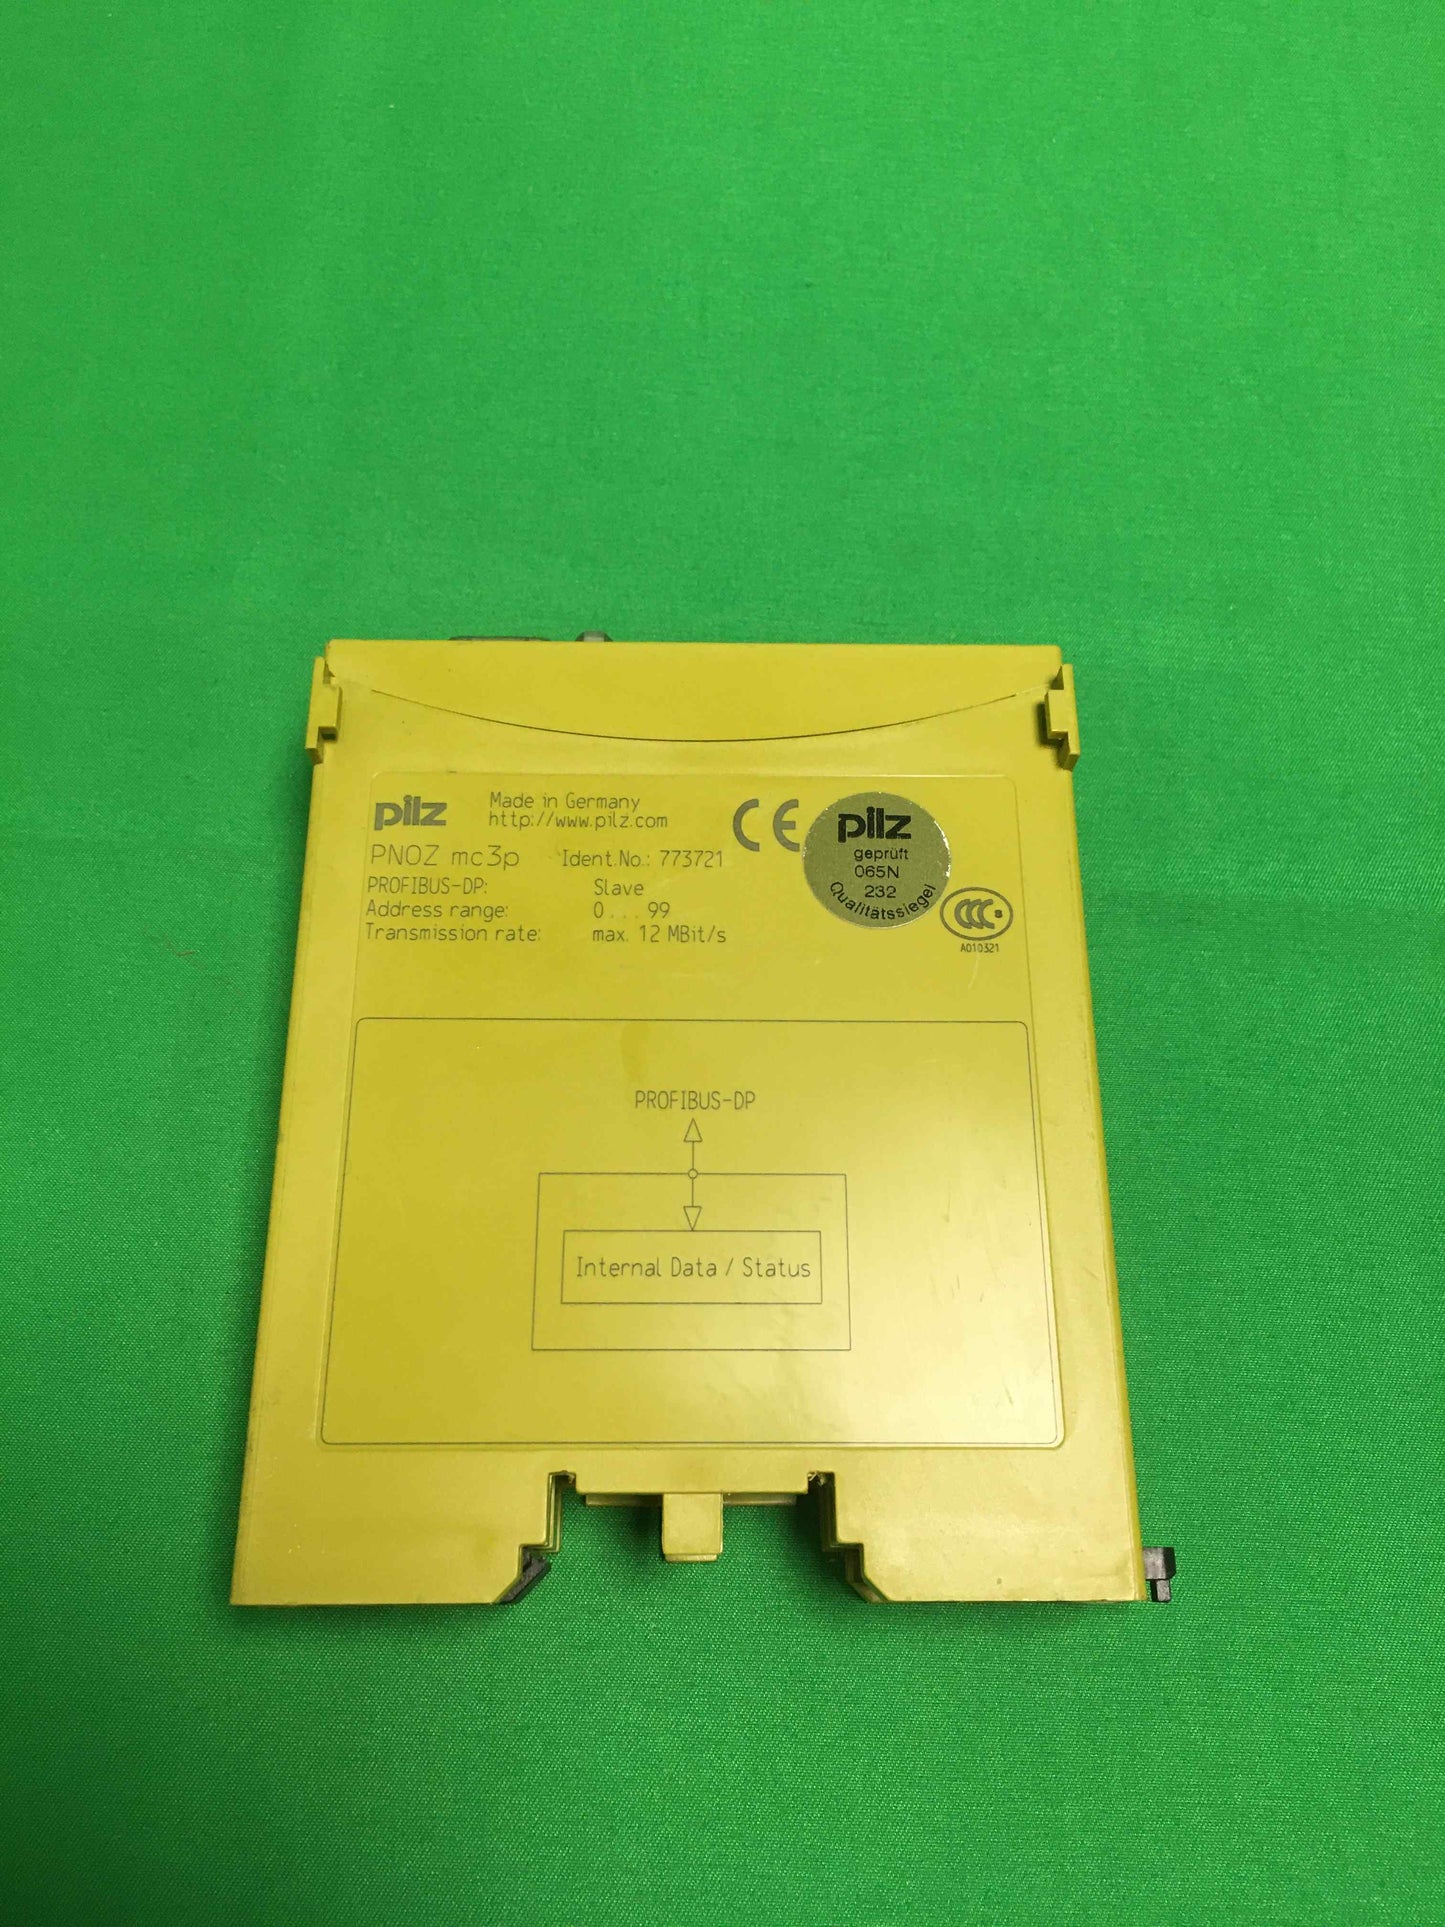 pilz
Made in Germany
http://www.pilz.com
PNOZ mc3p Ident.No.: 773721
PROFIBUS-DP: Slave
Address range: 0...99
Transmission rate: max. 12 MBit/s
CE
pilz
geprüft
065N
232
Qualitätssiegel
CCC
A010321
PROFIBUS-DP
Internal Data / Status